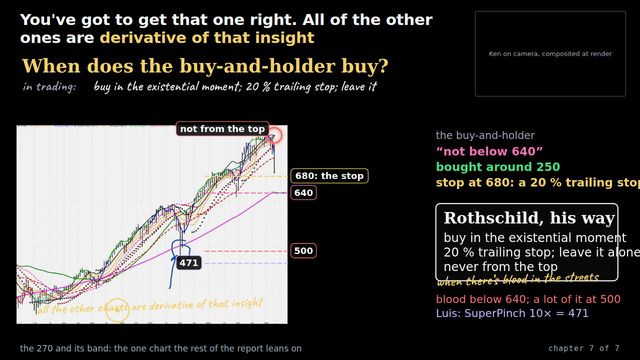 You've got to get that one right. All of the other
ones are derivative of that insight
When does the buy-and-holder buy?
in trading: buy in the existential moment; 20 % trailing stop; leave it
Ken on camera, composited at render
not from the top
680: the stop
640
500
471
all the other charts are derivative of that insight
the buy-and-holder
“not below 640”
bought around 250
stop at 680: a 20 % trailing stop
Rothschild, his way
buy in the existential moment
20 % trailing stop; leave it alone
never from the top
when there's blood in the streets
blood below 640; a lot of it at 500
Luis: SuperPinch 10× = 471
the 270 and its band: the one chart the rest of the report leans on
chapter 7 of 7